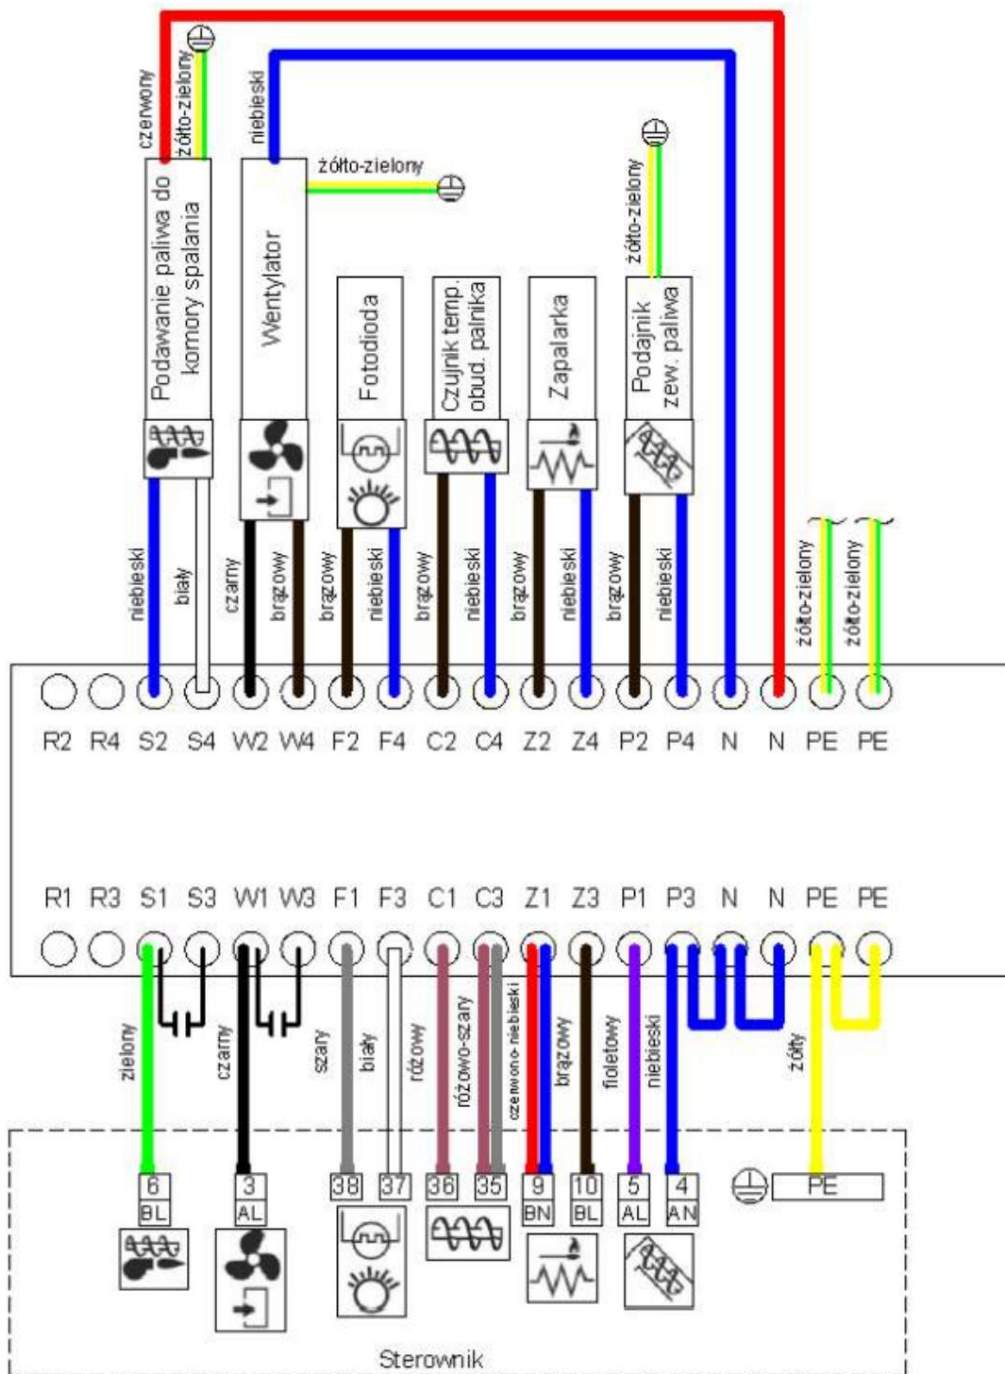 czerwony
żółto-zielony
niebieski
żółto-zielony
żółto-zielony
Podawanie paliwa do
komory spalania
Wentylator
Fotodioda
Czujnik temp.
obud. palnika
Zapalarka
Podajnik
zew. paliwa
niebieski
biały
czarny
brązowy
brązowy
niebieski
brązowy
niebieski
brązowy
niebieski
brązowy
niebieski
żółto-zielony
żółto-zielony
R2 R4 S2 S4 W2 W4 F2 F4 C2 C4 Z2 Z4 P2 P4 N N PE PE
R1 R3 S1 S3 W1 W3 F1 F3 C1 C3 Z1 Z3 P1 P3 N N PE PE
zielony
czarny
szary
biały
różowy
różowo-szary
czerwono-niebieski
brązowy
fioletowy
niebieski
żółty
6 3 38 37 36 35 9 10 5 4 PE
BL AL BN BL AL AN
Sterownik